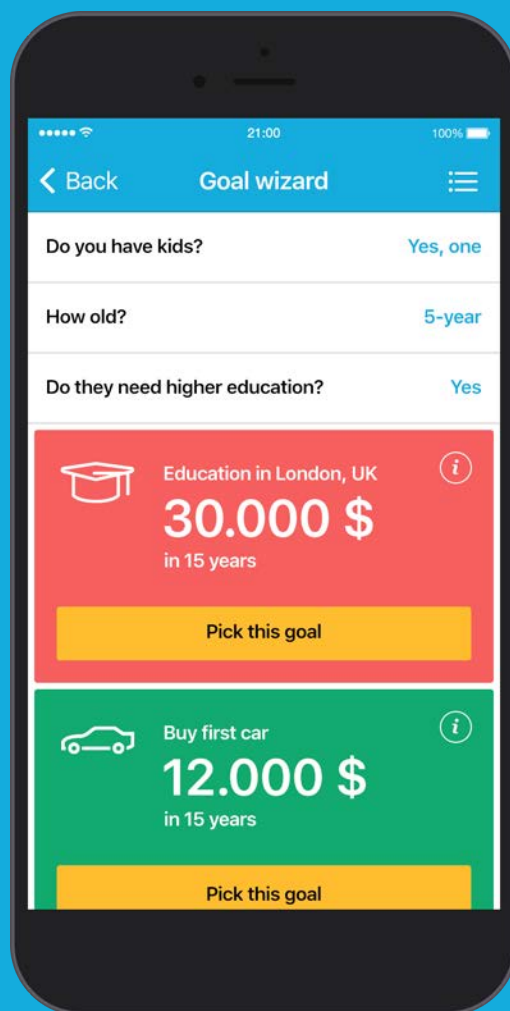 21:00
100%
Back
Goal wizard
Do you have kids?
Yes, one
How old?
5-year
Do they need higher education?
Yes
Education in London, UK
i
30.000 $
in 15 years
Pick this goal
Buy first car
i
12.000 $
in 15 years
Pick this goal